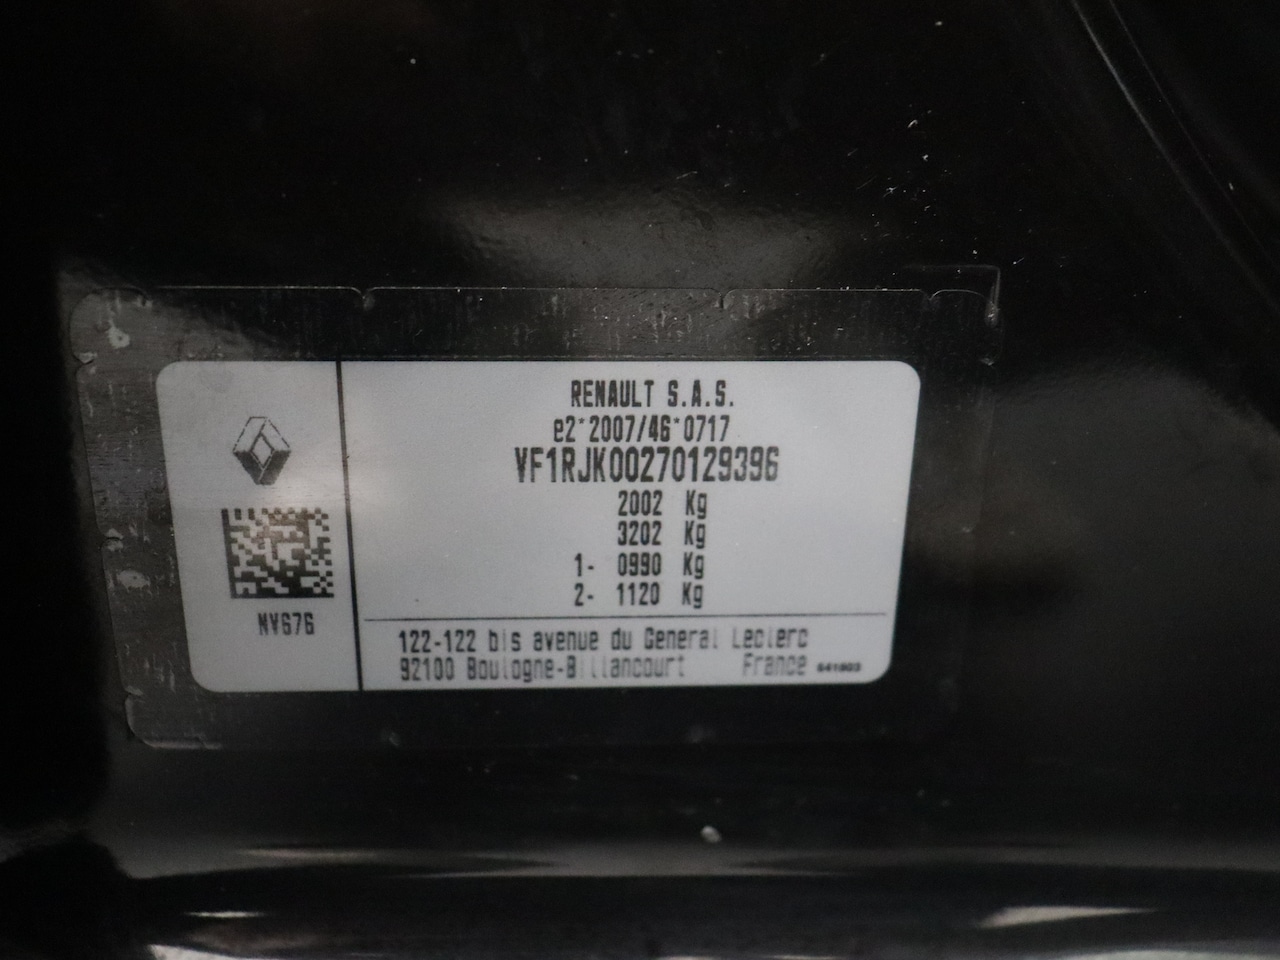 RENAULT S.A.S.
e2*2007/46*0717
VF1RJK00270129396
2002 Kg
3202 Kg
1- 0990 Kg
2- 1120 Kg
NV676
122-122 bis avenue du General Leclerc
92100 Boulogne-Billancourt France